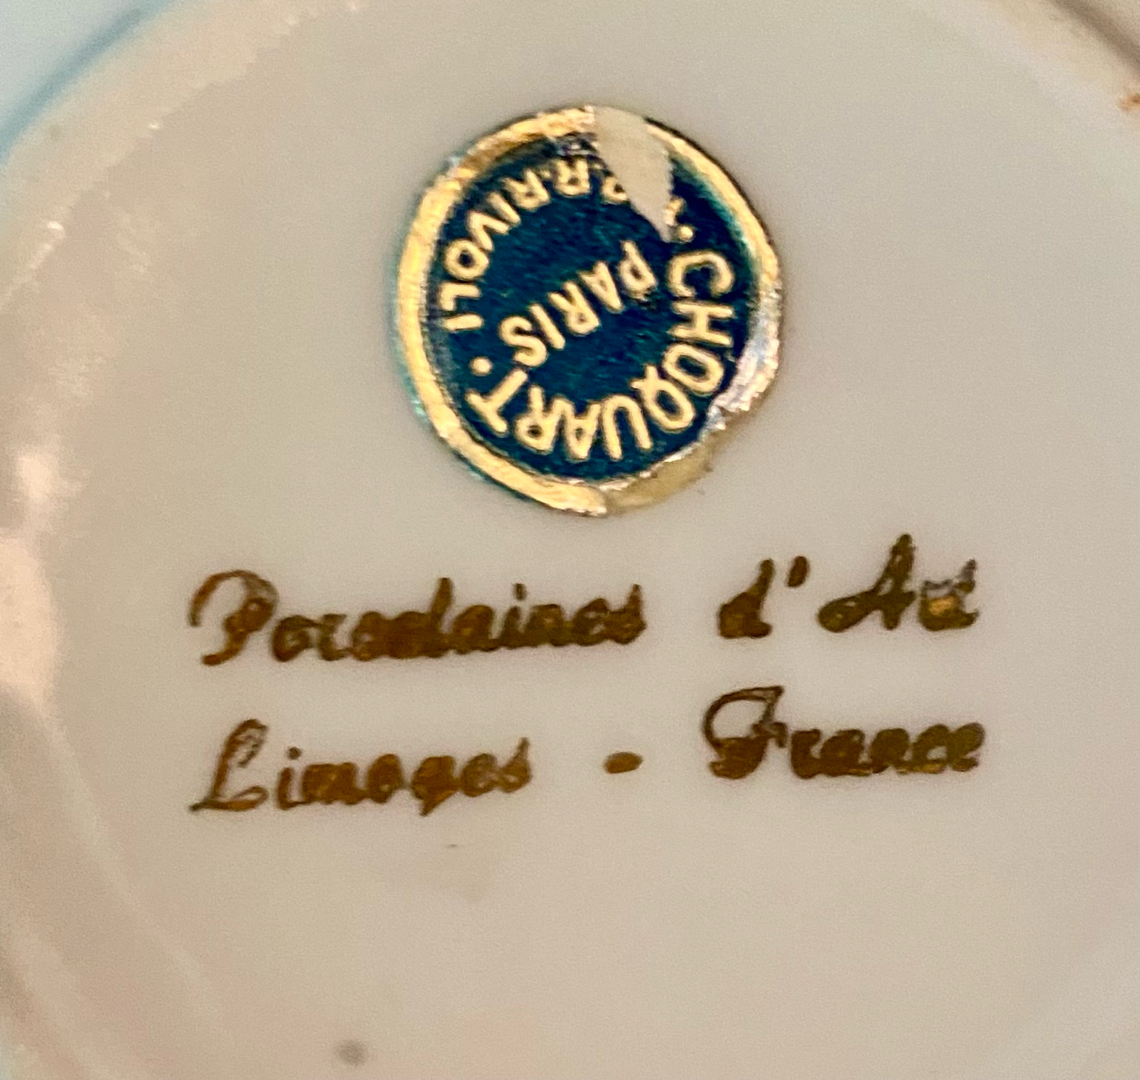 CHOQUART.
R.RIVOLI
PARIS
Porcelaines d'Art
Limoges - France